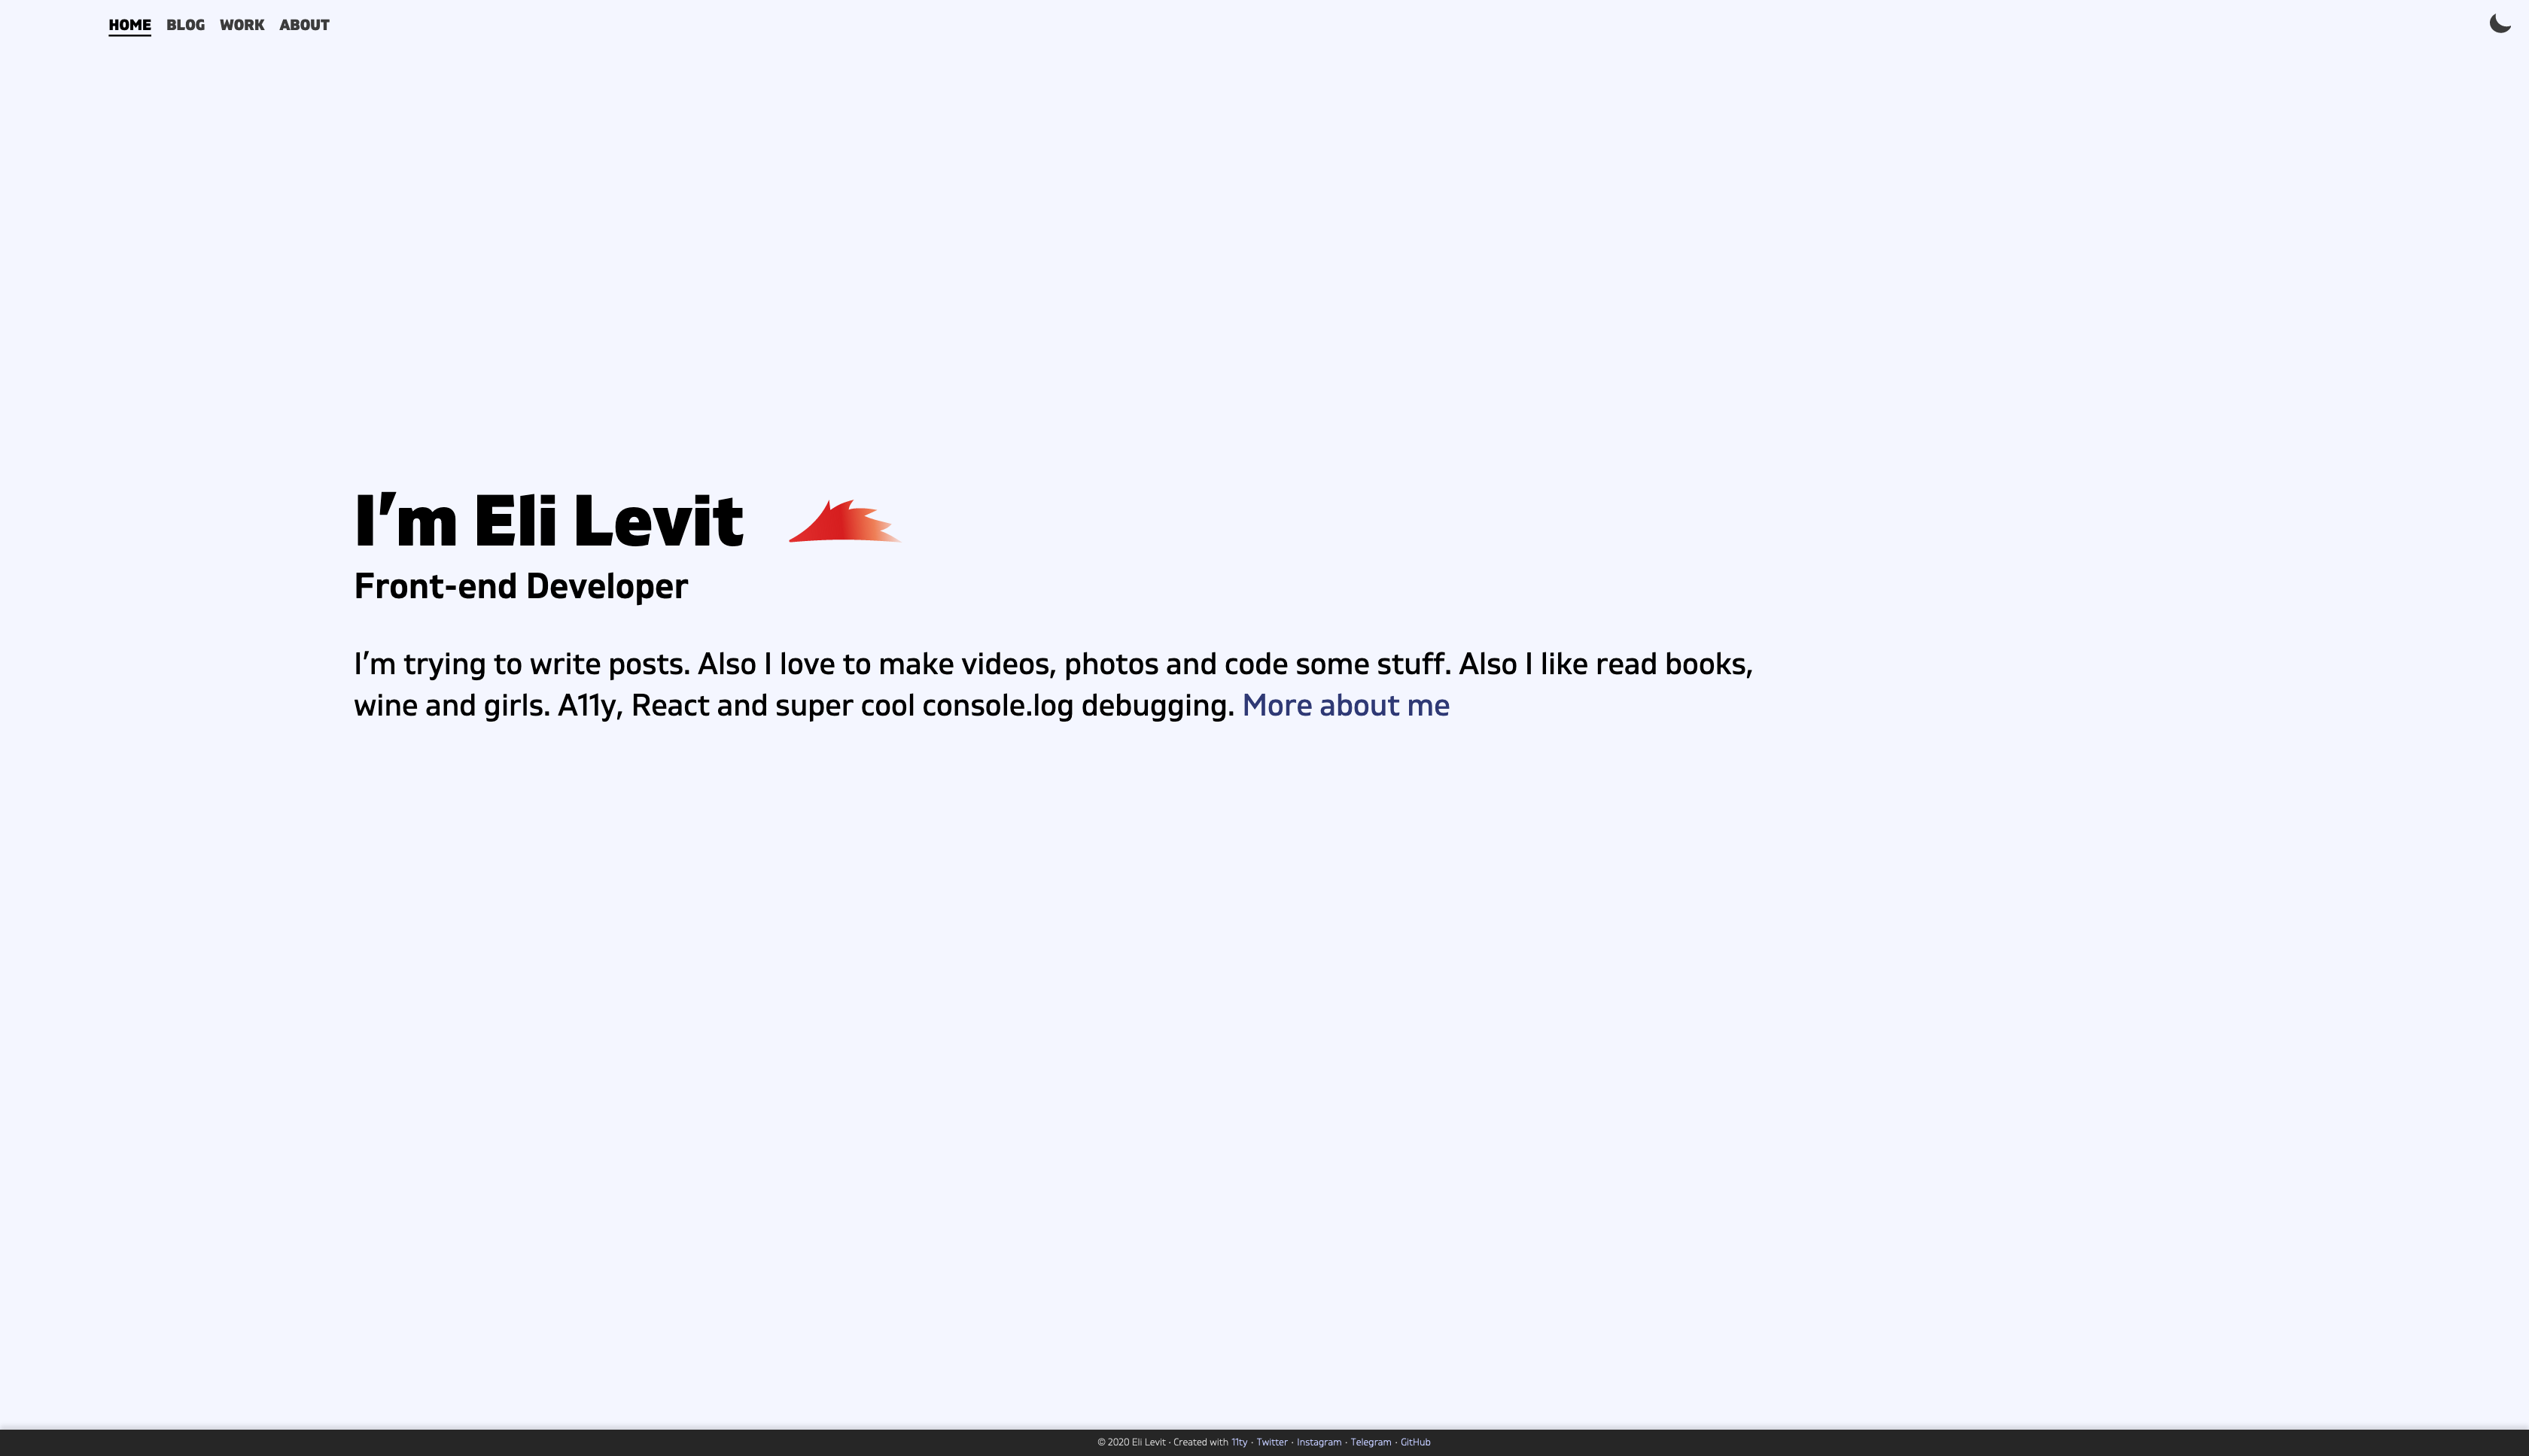 HOME BLOG WORK ABOUT
I’m Eli Levit
Front-end Developer
I’m trying to write posts. Also I love to make videos, photos and code some stuff. Also I like read books,
wine and girls. A11y, React and super cool console.log debugging. More about me
© 2020 Eli Levit · Created with 11ty · Twitter · Instagram · Telegram · GitHub